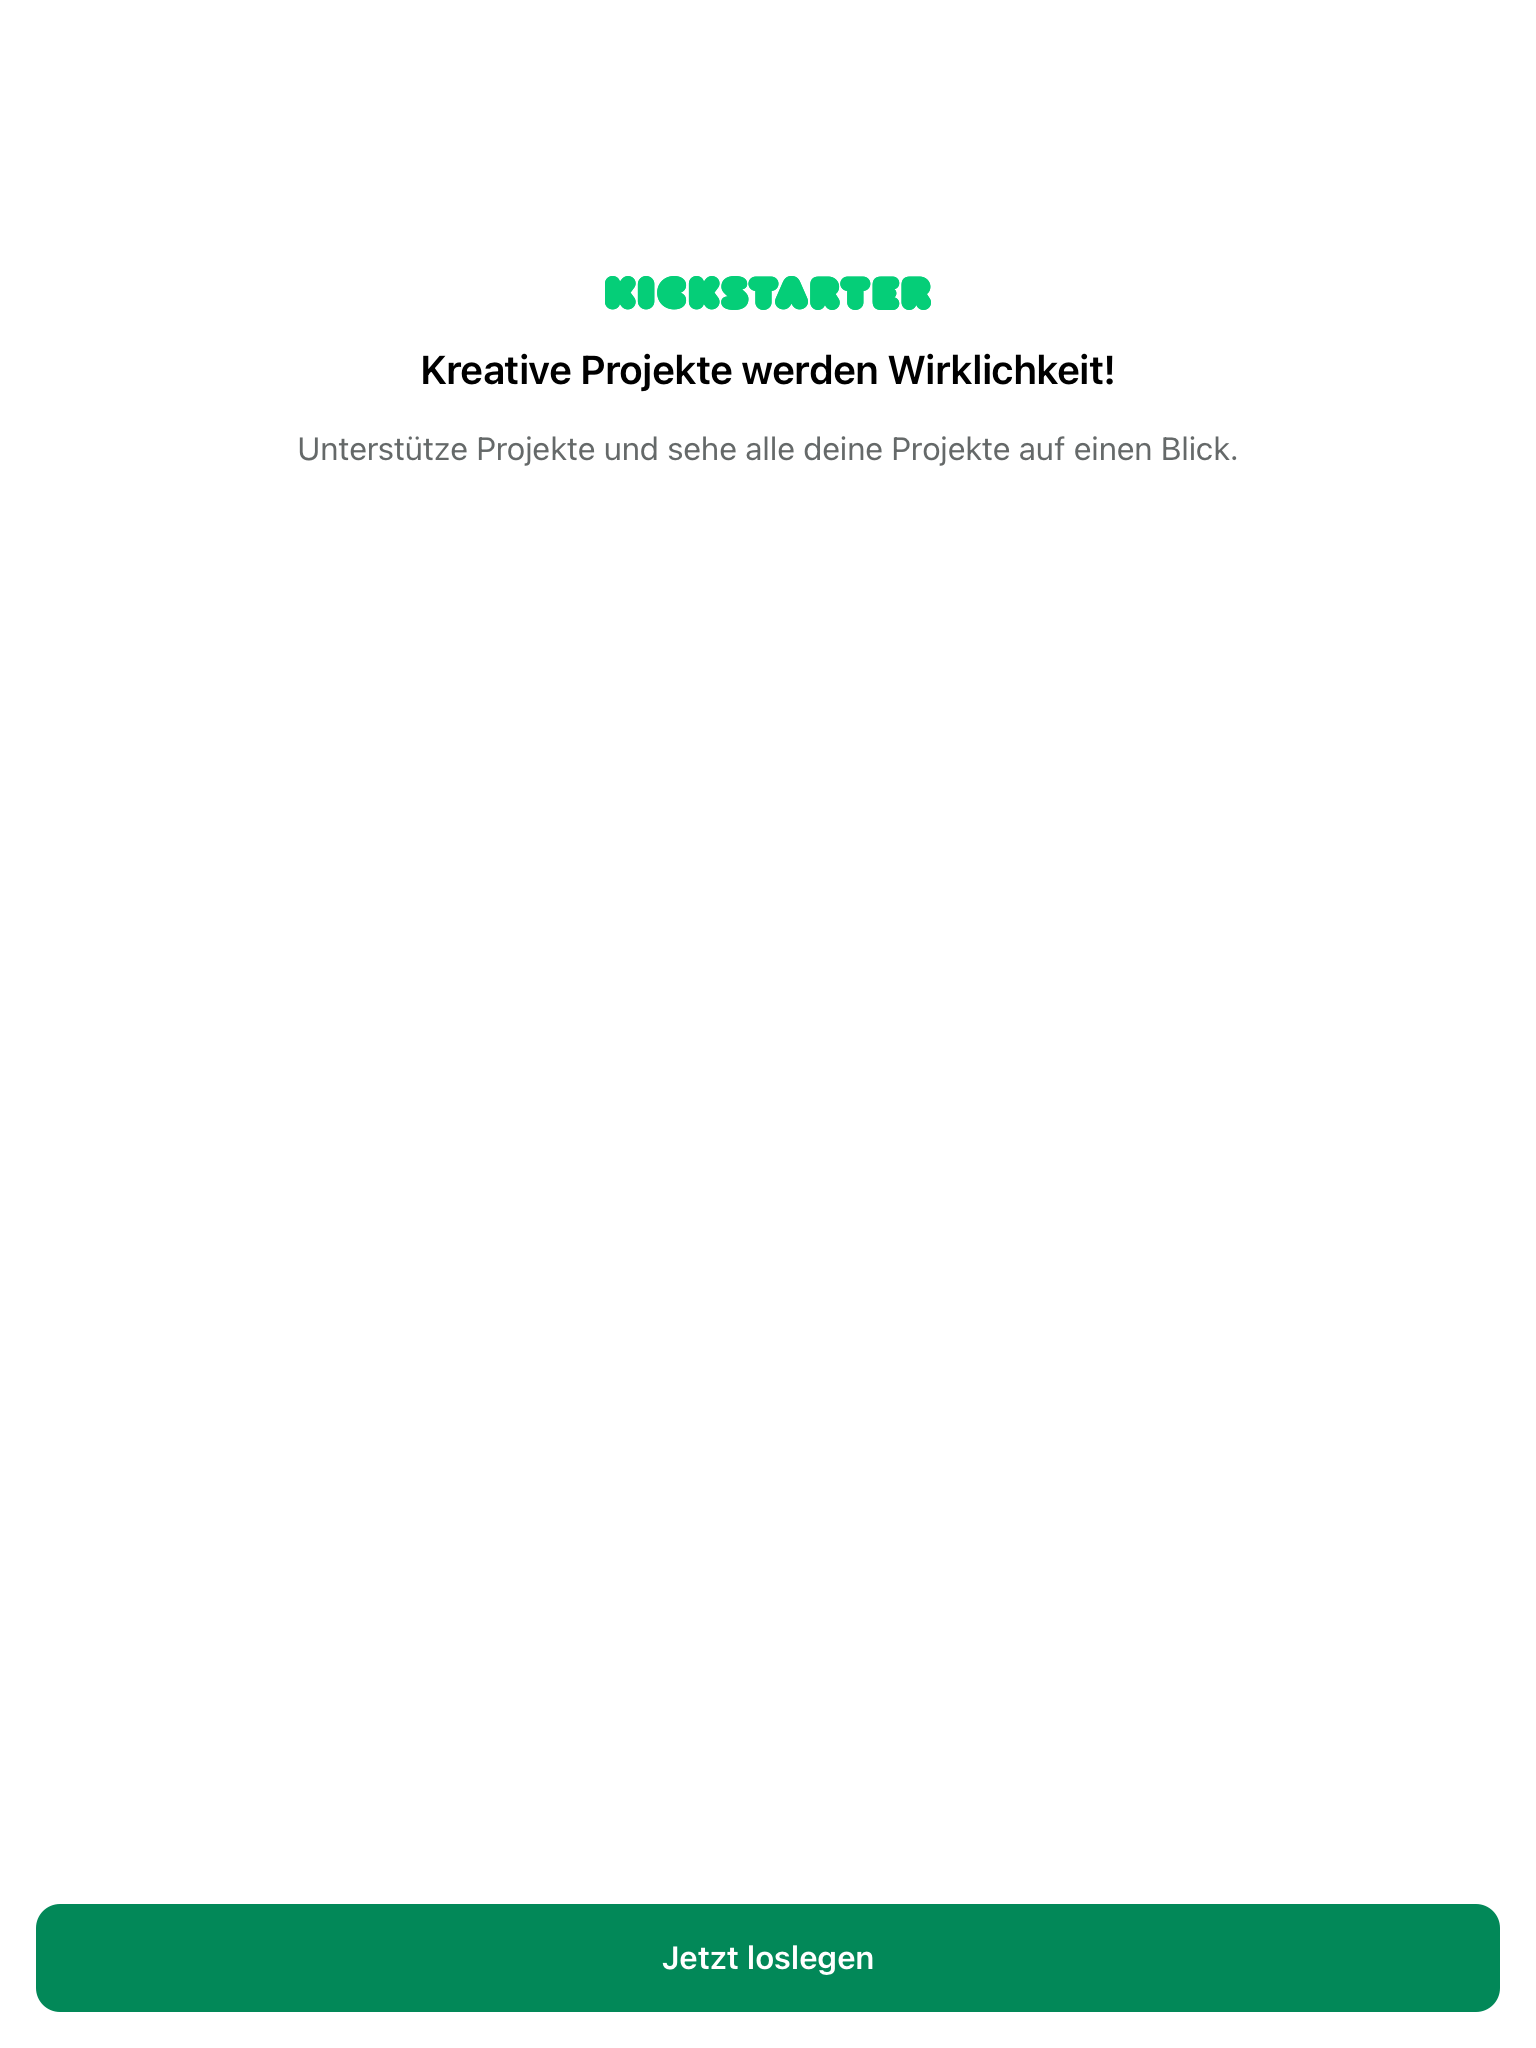 KICKSTARTER
Kreative Projekte werden Wirklichkeit!
Unterstütze Projekte und sehe alle deine Projekte auf einen Blick.
Jetzt loslegen